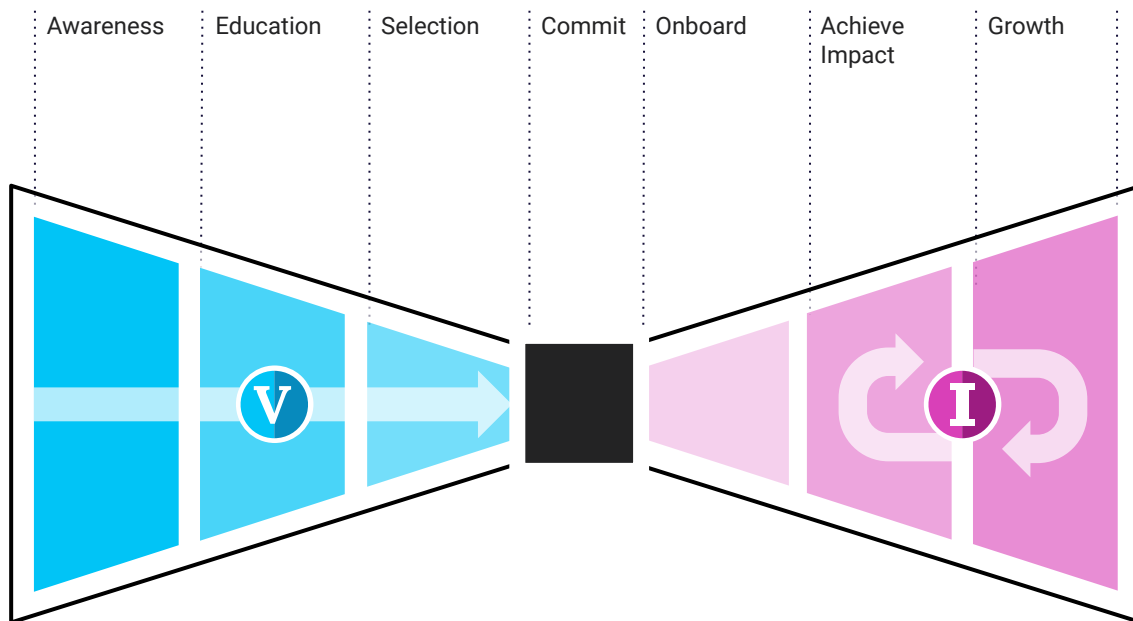 Awareness
Education
Selection
Commit
Onboard
Achieve
Impact
Growth
V
I